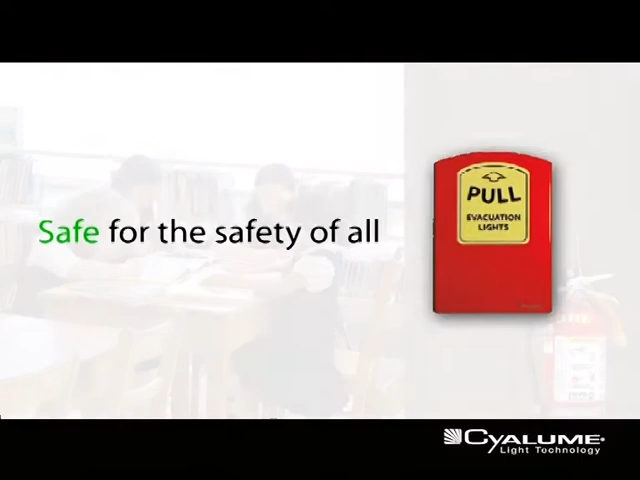 Safe for the safety of all
PULL
EVACUATION
LIGHTS
CYALUME
Light Technology